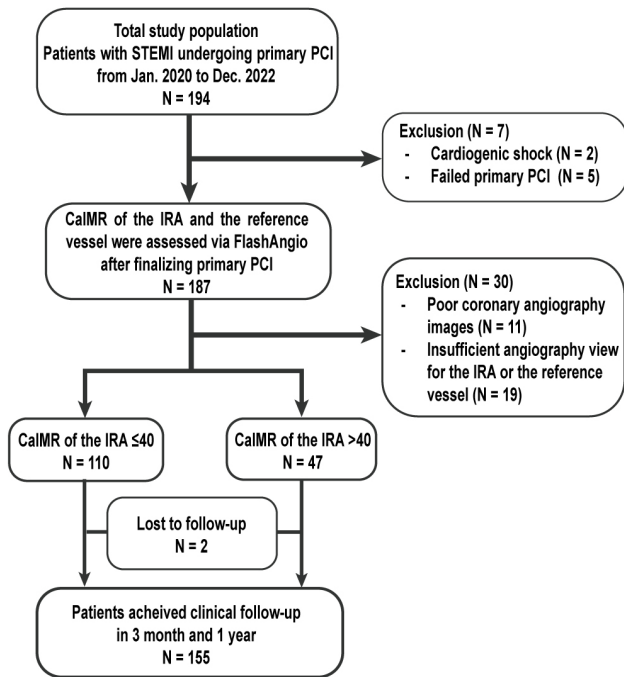 Total study population
Patients with STEMI undergoing primary PCI
from Jan. 2020 to Dec. 2022
N = 194
Exclusion (N = 7)
- Cardiogenic shock (N = 2)
- Failed primary PCI (N = 5)
CalMR of the IRA and the reference
vessel were assessed via FlashAngio
after finalizing primary PCI
N = 187
Exclusion (N = 30)
- Poor coronary angiography
images (N = 11)
- Insufficient angiography view
for the IRA or the reference
vessel (N = 19)
CalMR of the IRA ≤40
N = 110
CalMR of the IRA >40
N = 47
Lost to follow-up
N = 2
Patients acheived clinical follow-up
in 3 month and 1 year
N = 155